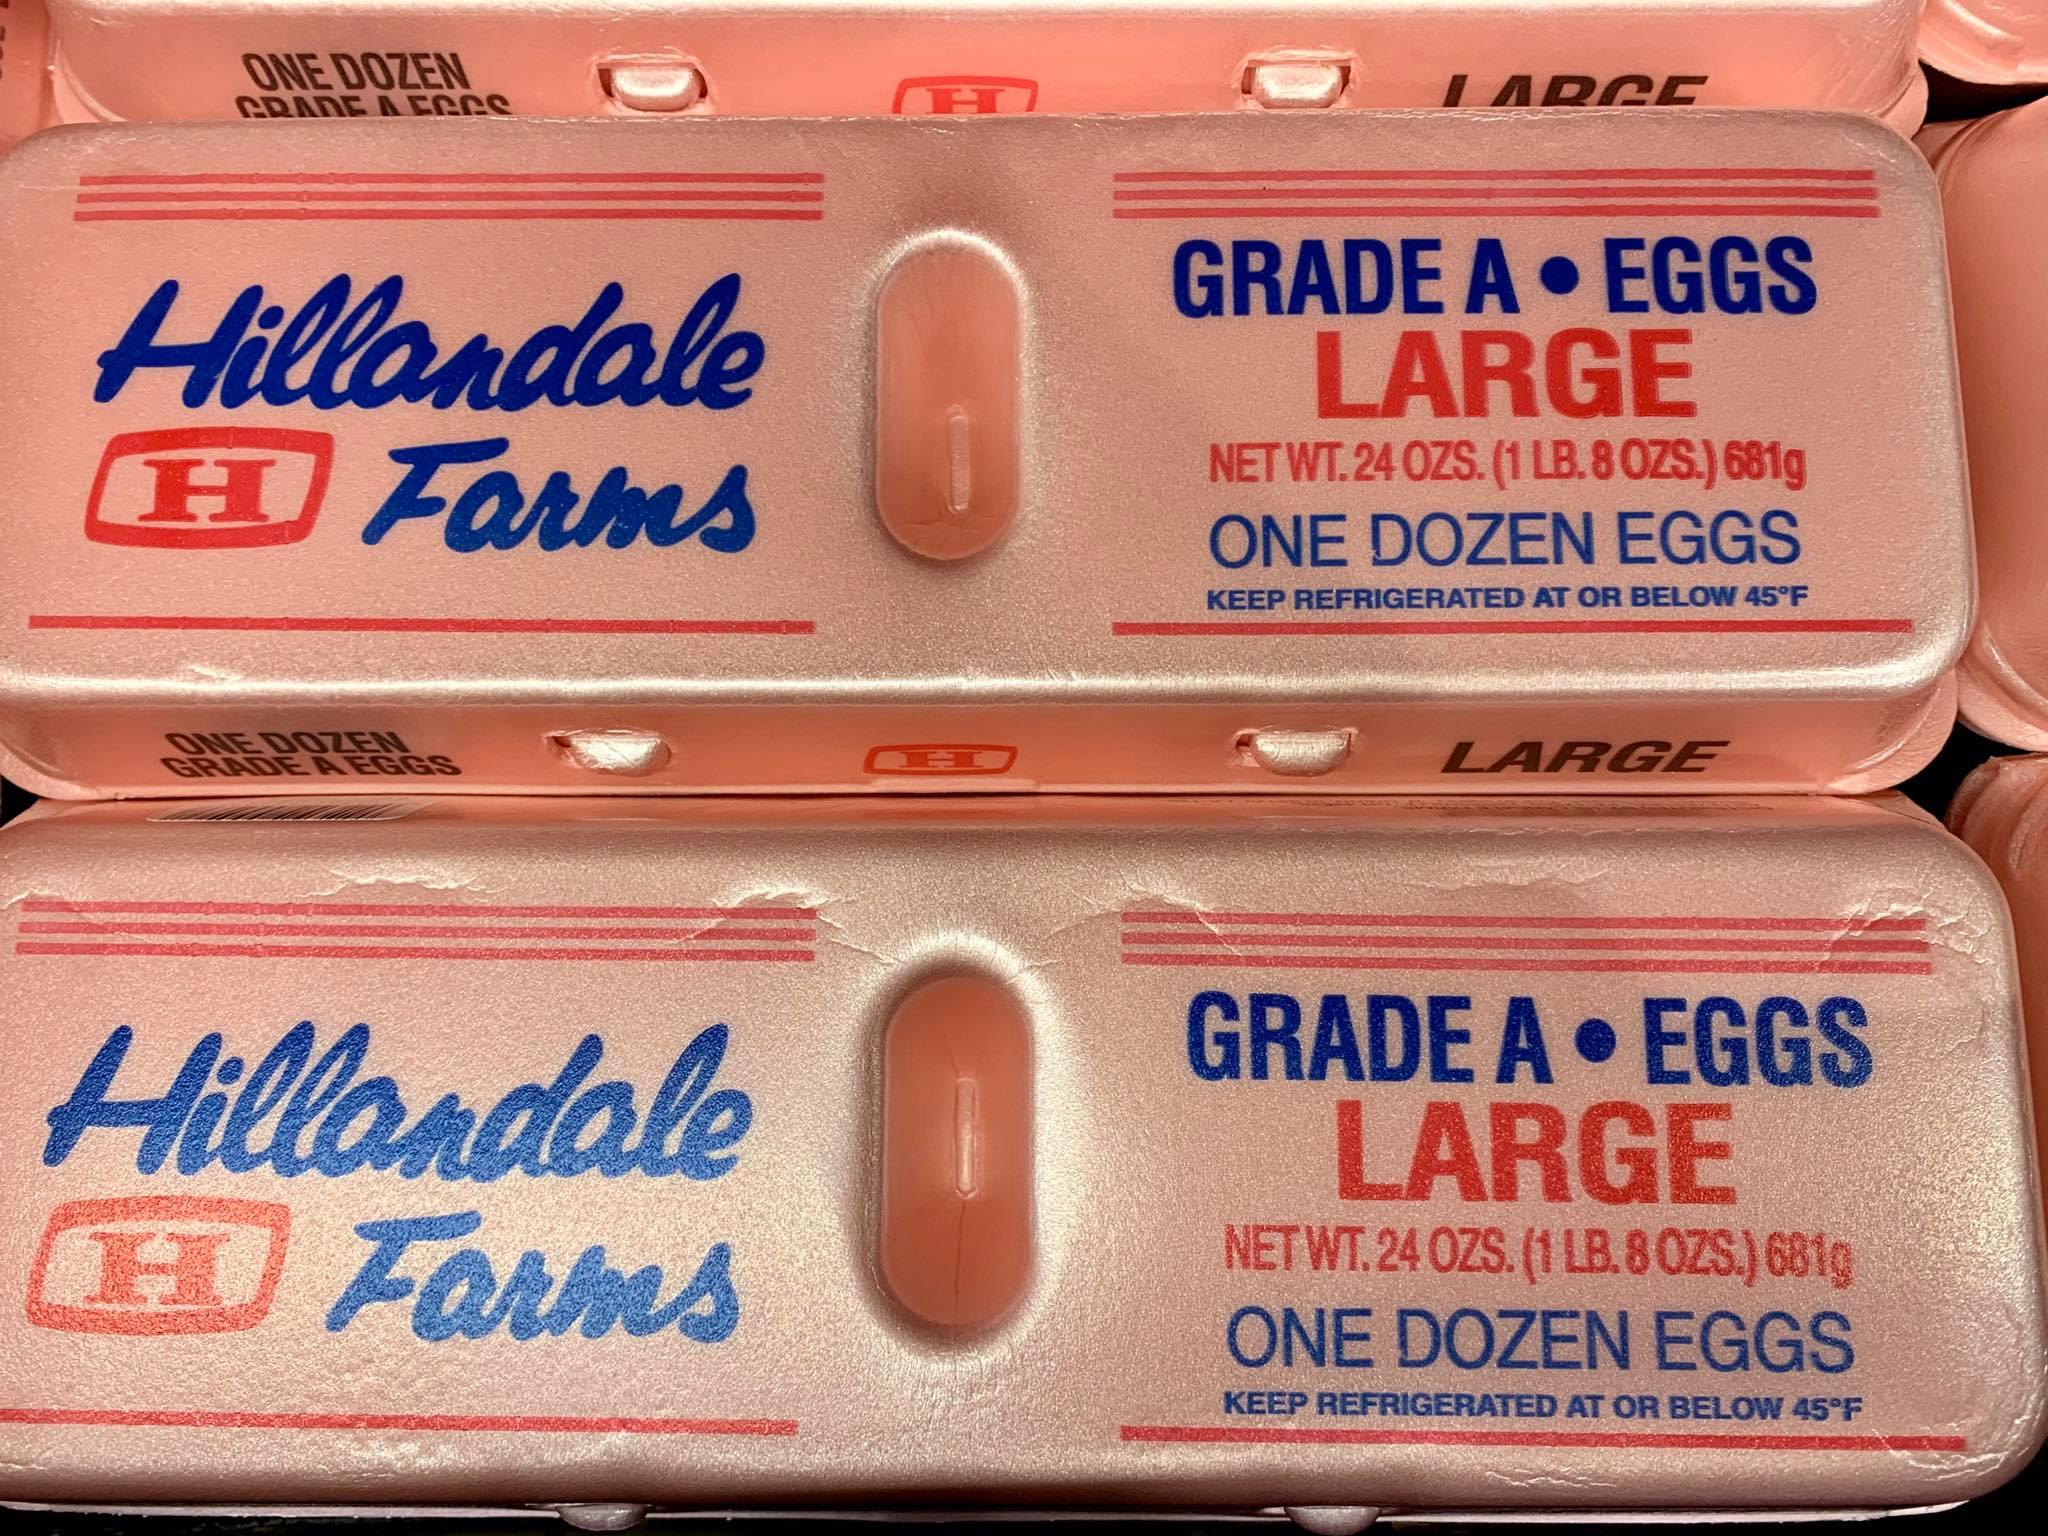 ONE DOZEN
GRADE A EGGS
H
LARGE
Hillandale
H Farms
GRADE A • EGGS
LARGE
NET WT. 24 OZS. (1 LB. 8 OZS.) 681g
ONE DOZEN EGGS
KEEP REFRIGERATED AT OR BELOW 45°F
ONE DOZEN
GRADE A EGGS
H
LARGE
Hillandale
H Farms
GRADE A • EGGS
LARGE
NET WT. 24 OZS. (1 LB. 8 OZS.) 681g
ONE DOZEN EGGS
KEEP REFRIGERATED AT OR BELOW 45°F